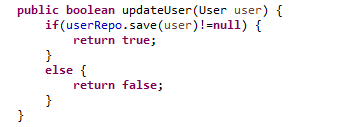 public boolean updateUser(User user) {
if(userRepo.save(user)!=null) {
return true;
}
else {
return false;
}
}